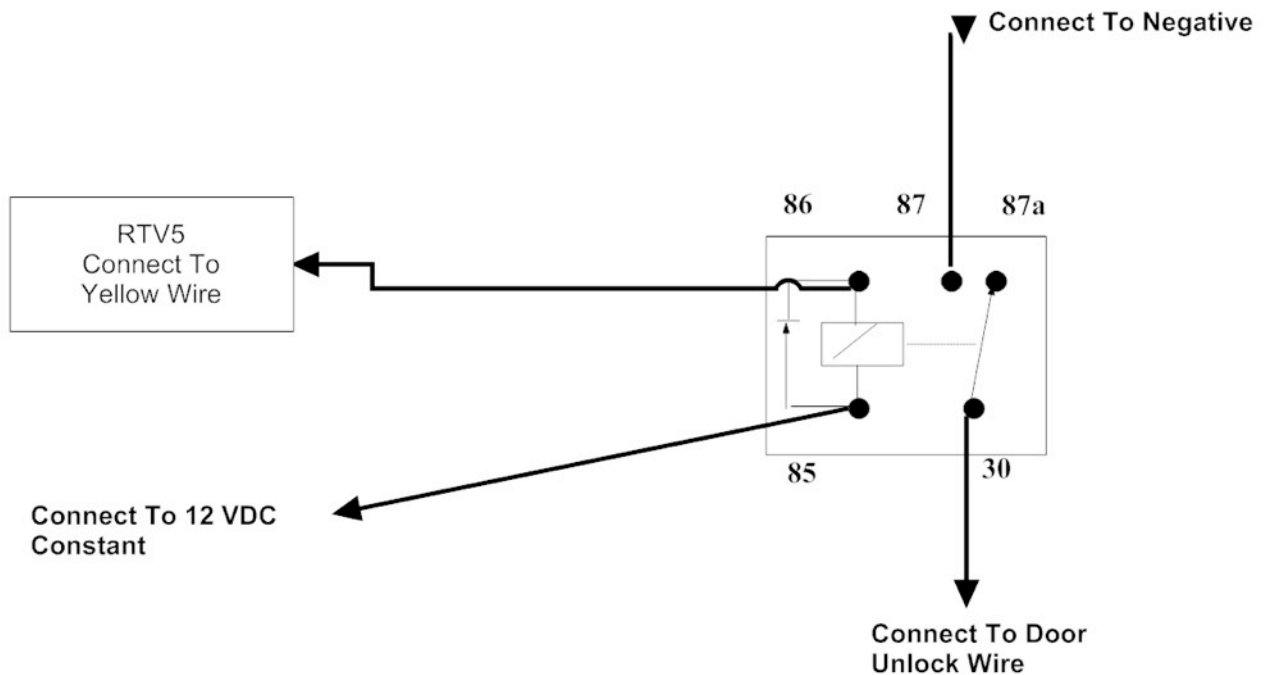 Connect To Negative
86
87
87a
RTV5
Connect To
Yellow Wire
85
30
Connect To 12 VDC
Constant
Connect To Door
Unlock Wire